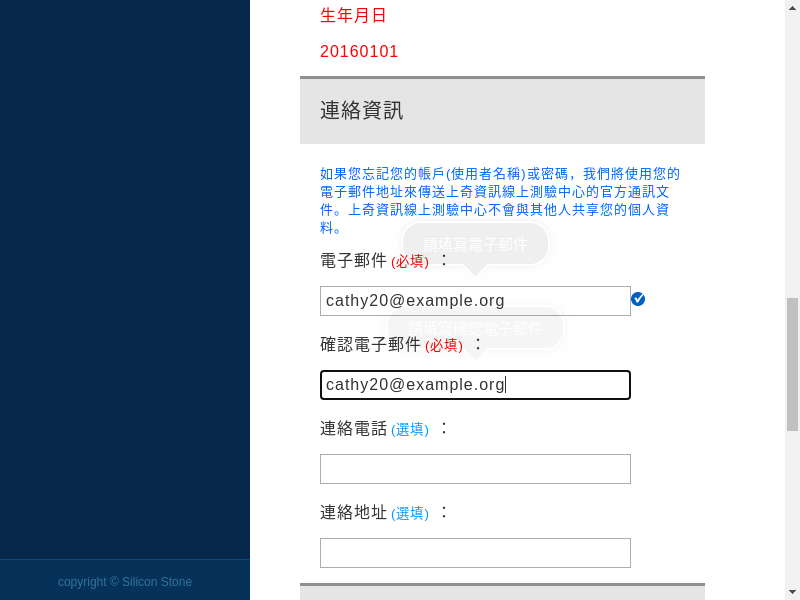 生年月日
20160101
連絡資訊
如果您忘記您的帳戶(使用者名稱)或密碼，我們將使用您的
電子郵件地址來傳送上奇資訊線上測驗中心的官方通訊文
件。上奇資訊線上測驗中心不會與其他人共享您的個人資
料。
請填寫電子郵件
電子郵件 (必填) ：
cathy20@example.org
請填寫確認電子郵件
確認電子郵件 (必填) ：
cathy20@example.org
連絡電話 (選填) ：
連絡地址 (選填) ：
copyright © Silicon Stone